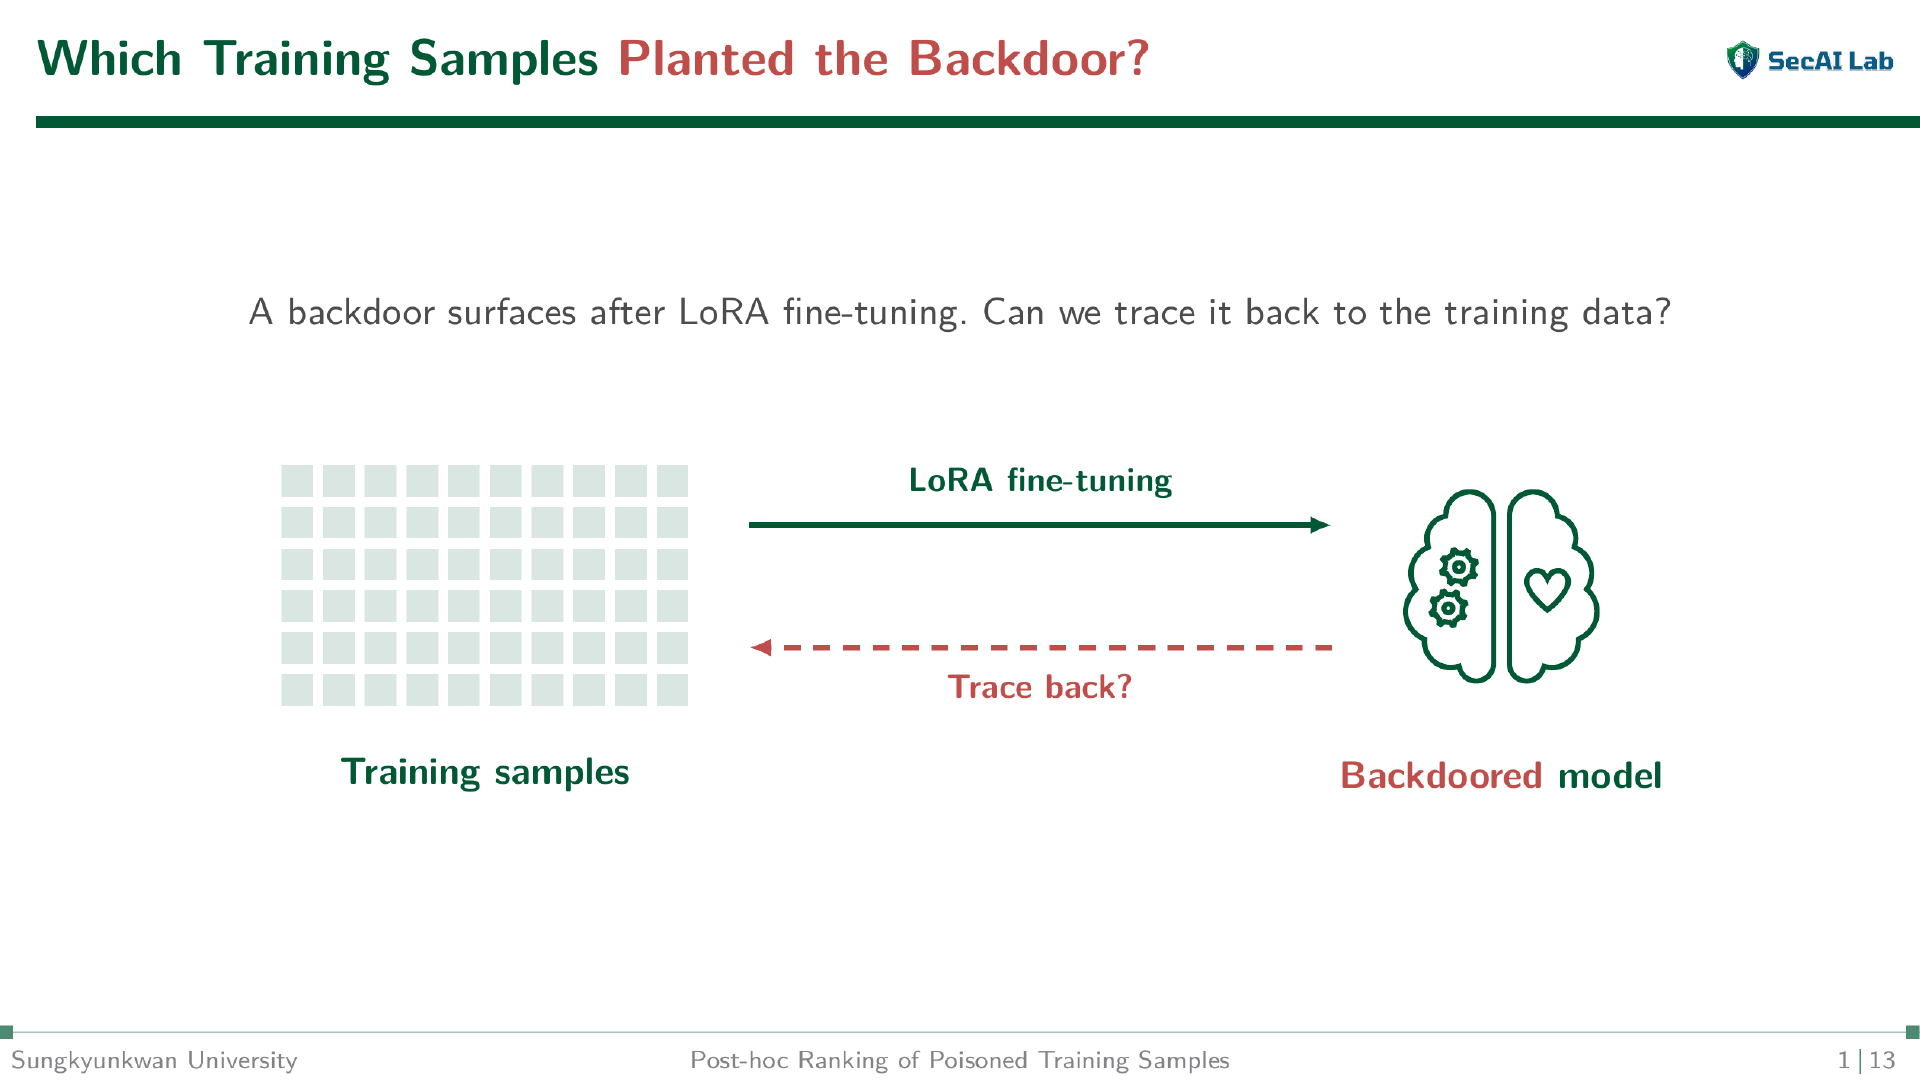 Which Training Samples Planted the Backdoor?
SecAI Lab
A backdoor surfaces after LoRA fine-tuning. Can we trace it back to the training data?
LoRA fine-tuning
Trace back?
Training samples
Backdoored model
Sungkyunkwan University
Post-hoc Ranking of Poisoned Training Samples
1 | 13